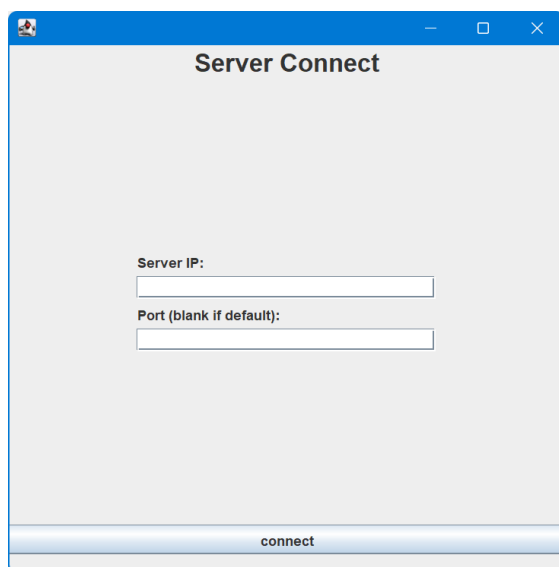 Server Connect
Server IP:
Port (blank if default):
connect